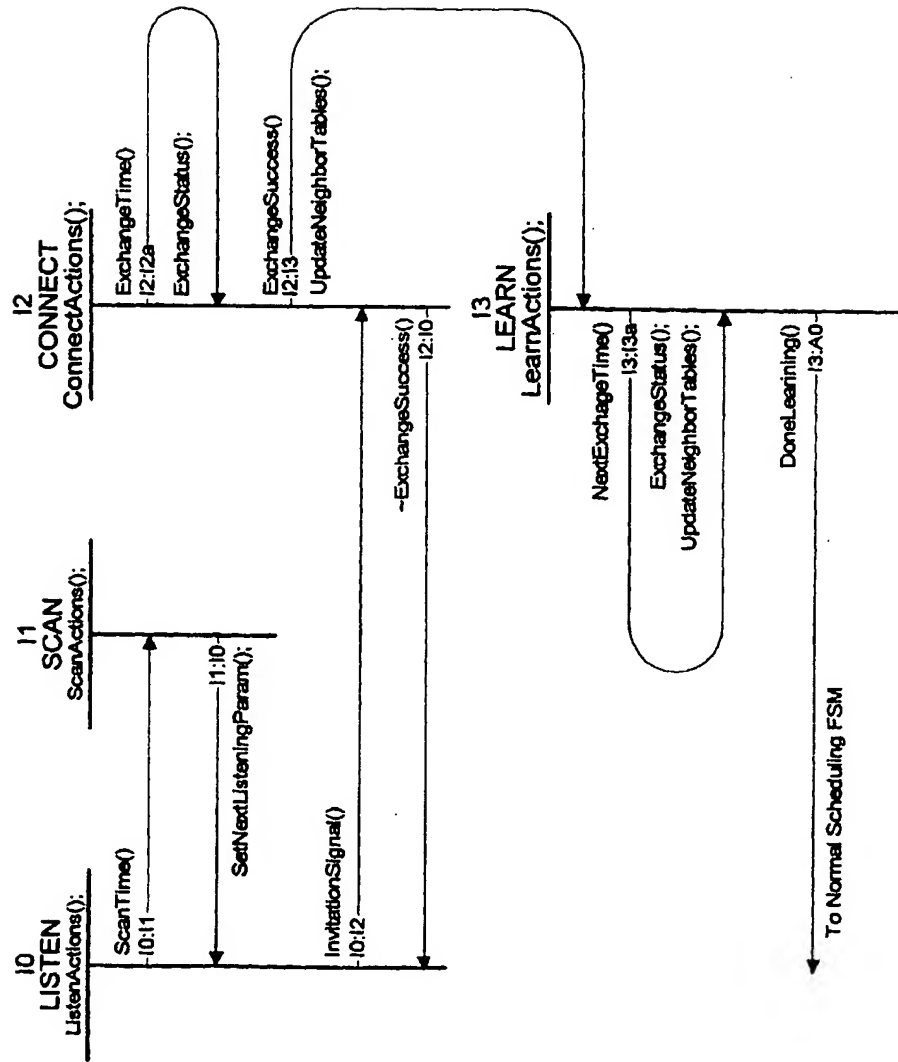 I0
LISTEN
ListenActions();
I1
SCAN
ScanActions();
I2
CONNECT
ConnectActions();
ScanTime()
I0:I1
I1:I0
SetNextListeningParam();
ExchangeTime()
I2:I2a
ExchangeStatus();
ExchangeSuccess()
I2:I3
UpdateNeighborTables();
InvitationSignal()
I0:I2
~ExchangeSuccess()
I2:I0
I3
LEARN
LearnActions();
NextExchageTime()
I3:I3a
ExchangeStatus();
UpdateNeighborTables();
DoneLearining()
I3:A0
To Normal Scheduling FSM